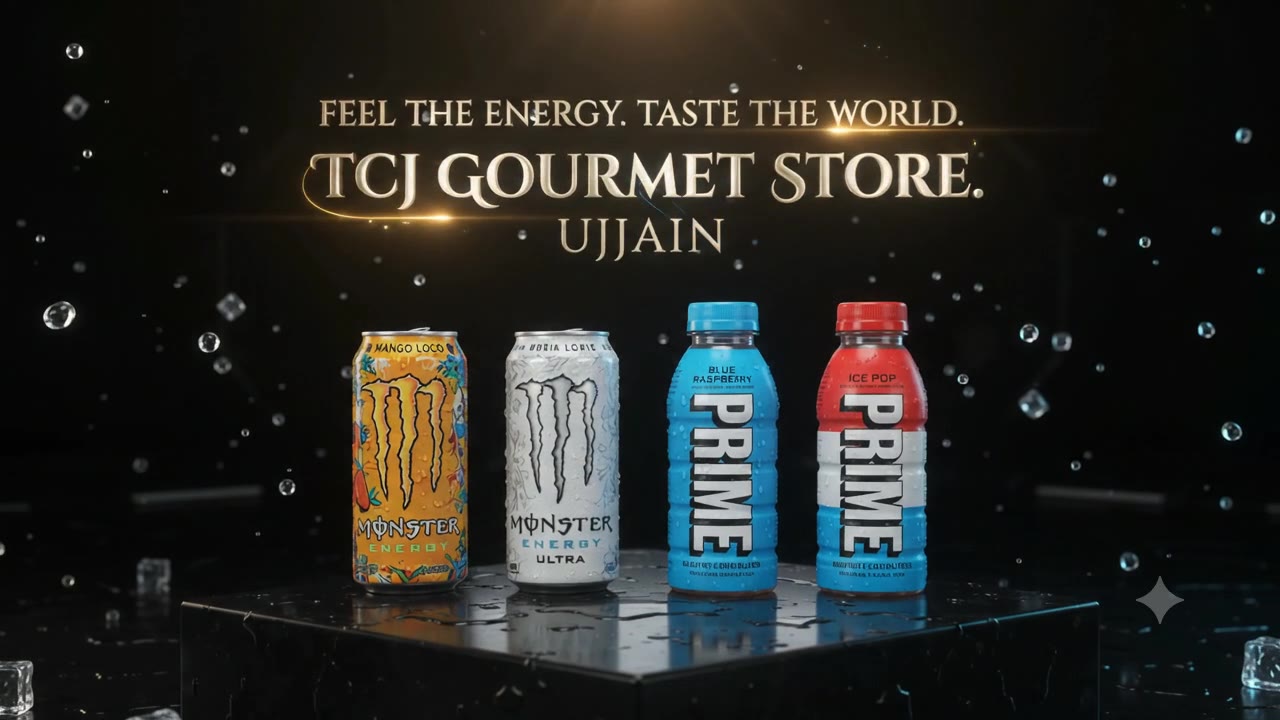 FEEL THE ENERGY. TASTE THE WORLD.
TCJ GOURMET STORE.
UJJAIN
MANGO LOCO
MONSTER
ENERGY
MONSTER
ENERGY
ULTRA
BLUE
RASPBERRY
PRIME
ICE POP
PRIME